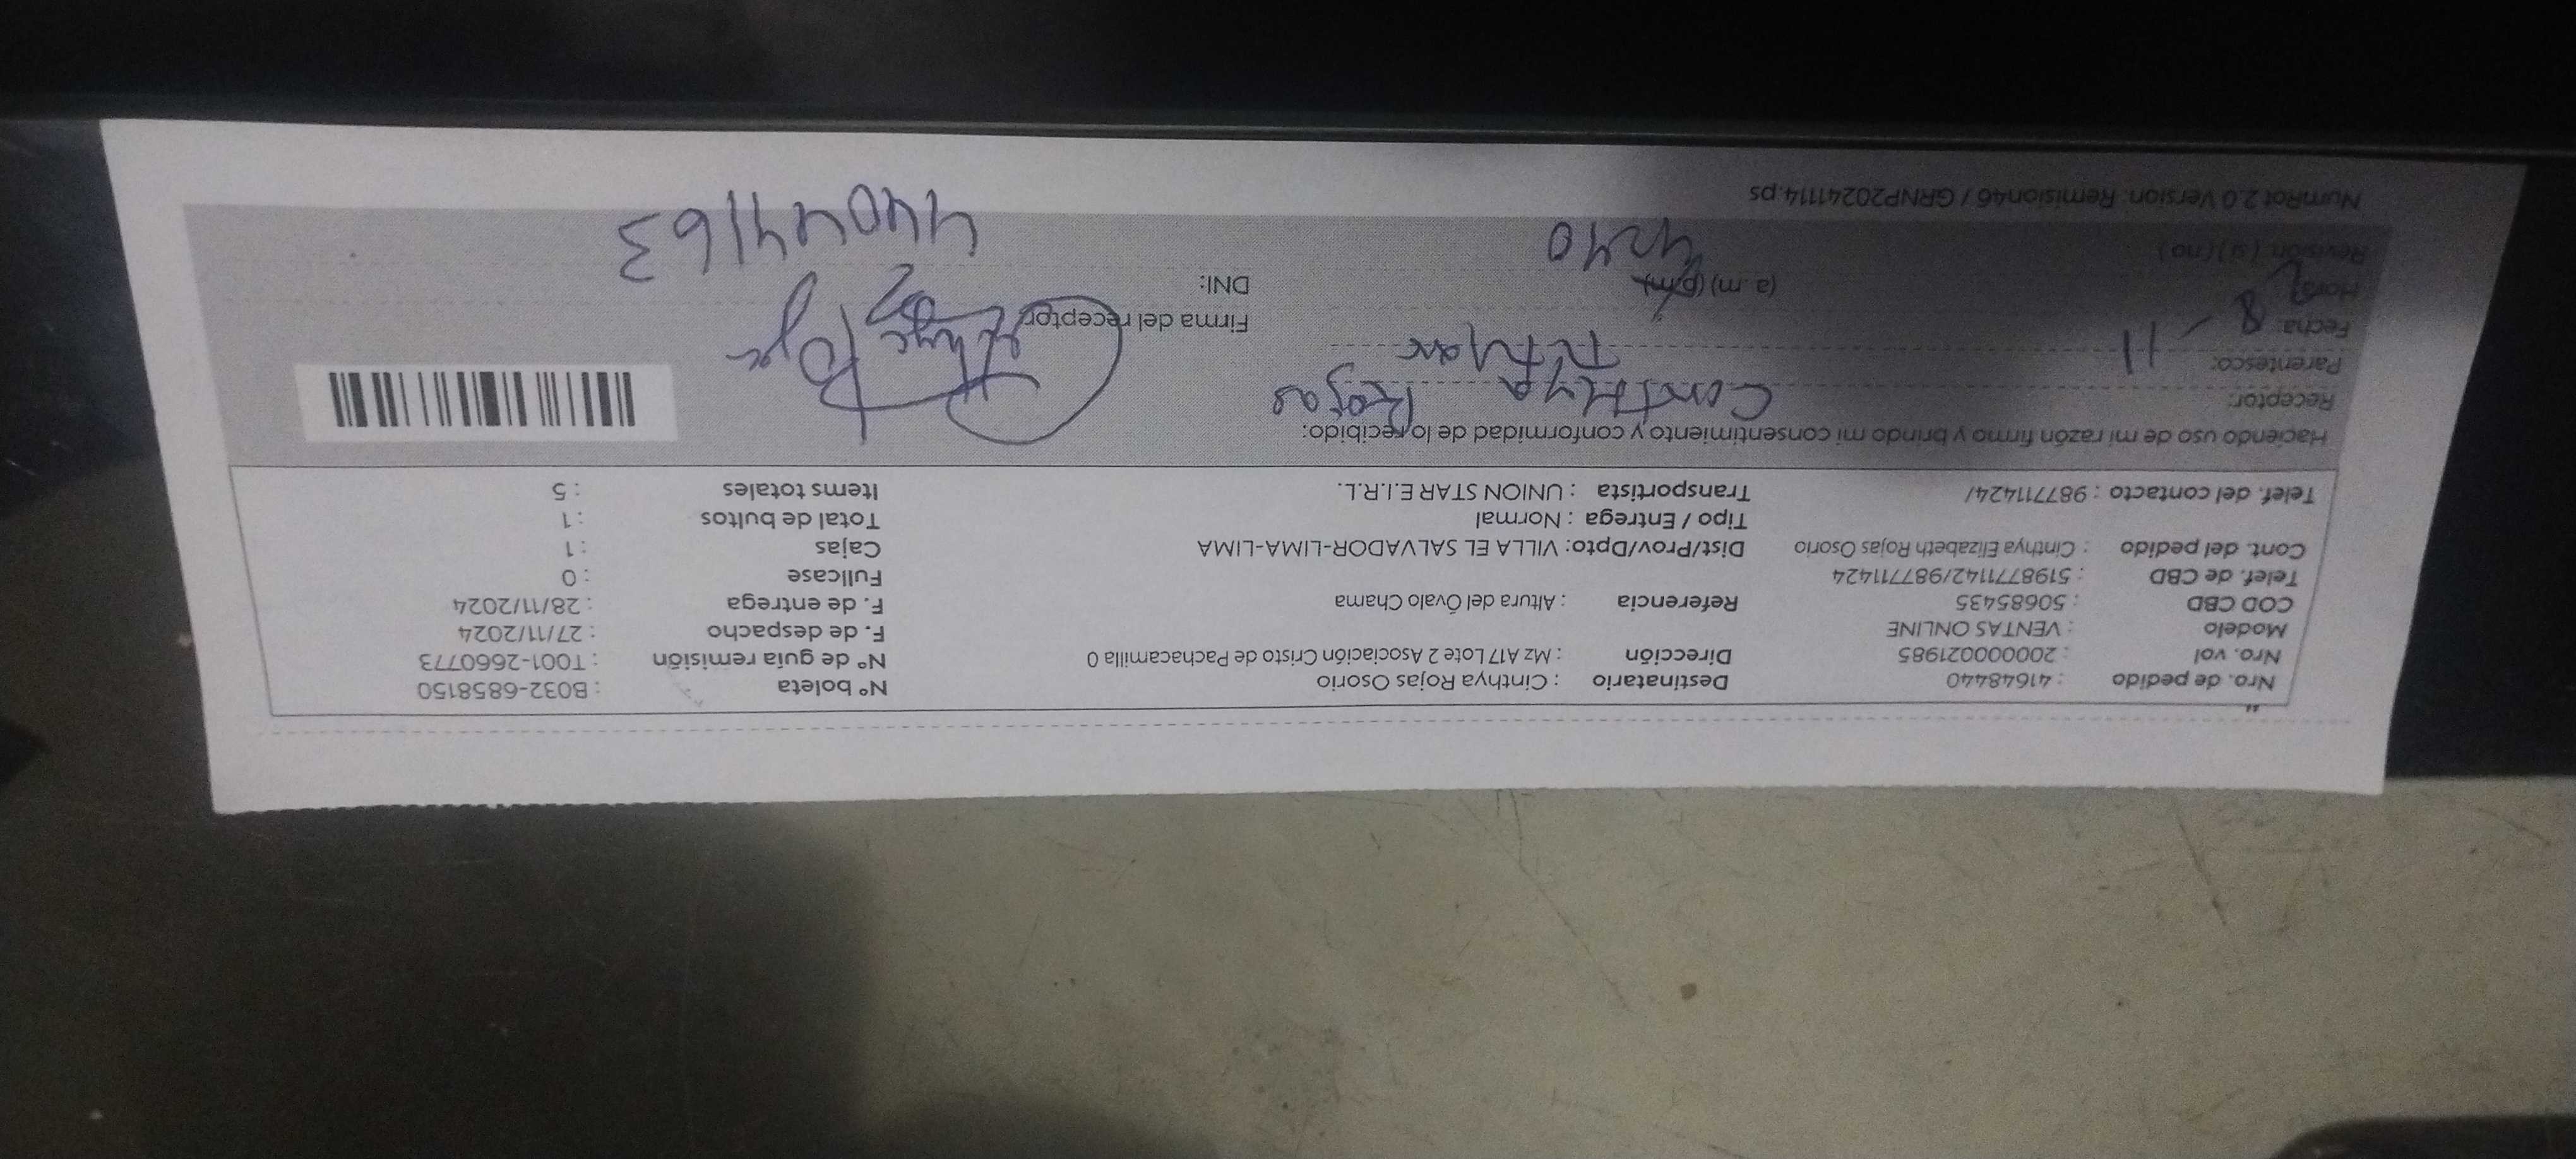 Nro. de pedido : 41648440 Destinatario : Cinthya Rojas Osorio N° boleta : B032-6858150
Nro. vol : 200000021985 Dirección : Mz A17 Lote 2 Asociación Cristo de Pachacamilla 0 N° de guía remisión : T001-2660773
Modelo : VENTAS ONLINE F. de despacho : 27/11/2024
COD CBD : 50685435 Referencia : Altura del Óvalo Chama F. de entrega : 28/11/2024
Telef. de CBD : 51987711142/987711424 Fullcase : 0
Cont. del pedido : Cinthya Elizabeth Rojas Osorio Dist/Prov/Dpto: VILLA EL SALVADOR-LIMA-LIMA Cajas : 1
Tipo / Entrega : Normal Total de bultos : 1
Telef. del contacto : 987711424/ Transportista : UNION STAR E.I.R.L. Items totales : 5
Haciendo uso de mi razón firmo y brindo mi consentimiento y conformidad de lo recibido:
Receptor: Cinthya Rojas
Parentesco: Titular
Fecha: 8 - 11 Firma del receptor
Hora: (a.m) (p.m) DNI: 44044163
Revisión: (si) (no) 4:40
NumRot 2.0 Version: Remision46 / GRNP20241114.ps